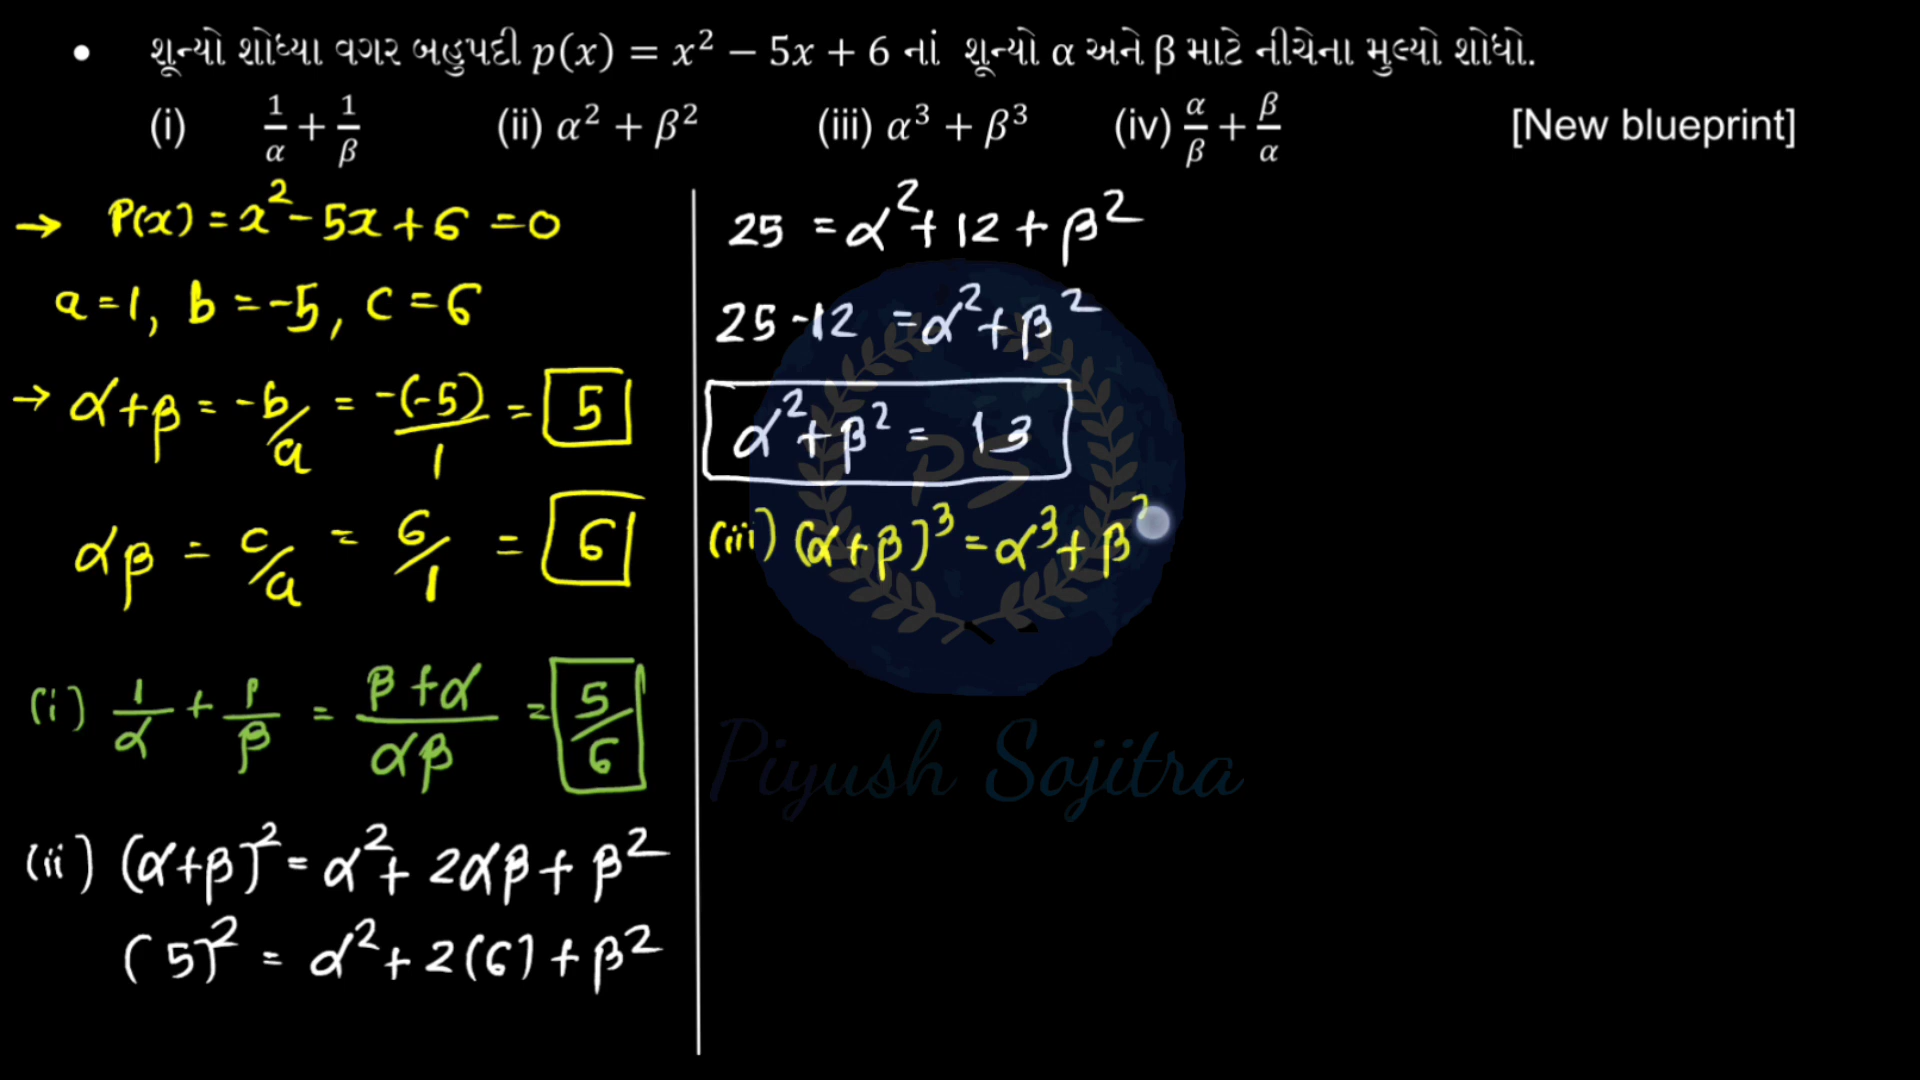 • શૂન્યો શોધ્યા વગર બહુપદી p(x) = x² − 5x + 6 નાં શૂન્યો α અને β માટે નીચેના મુલ્યો શોધો.
(i) 1/α + 1/β (ii) α² + β² (iii) α³ + β³ (iv) α/β + β/α [New blueprint]
→ P(x) = x² - 5x + 6 = 0
a = 1, b = -5, c = 6
→ α + β = -b/a = -(-5)/1 = 5
αβ = c/a = 6/1 = 6
(i) 1/α + 1/β = β + α/αβ = 5/6
(ii) (α+β)² = α² + 2αβ + β²
(5)² = α² + 2(6) + β²
25 = α² + 12 + β²
25 - 12 = α² + β²
α² + β² = 13
(iii) (α+β)³ = α³ + β
PS
Piyush Sojitra